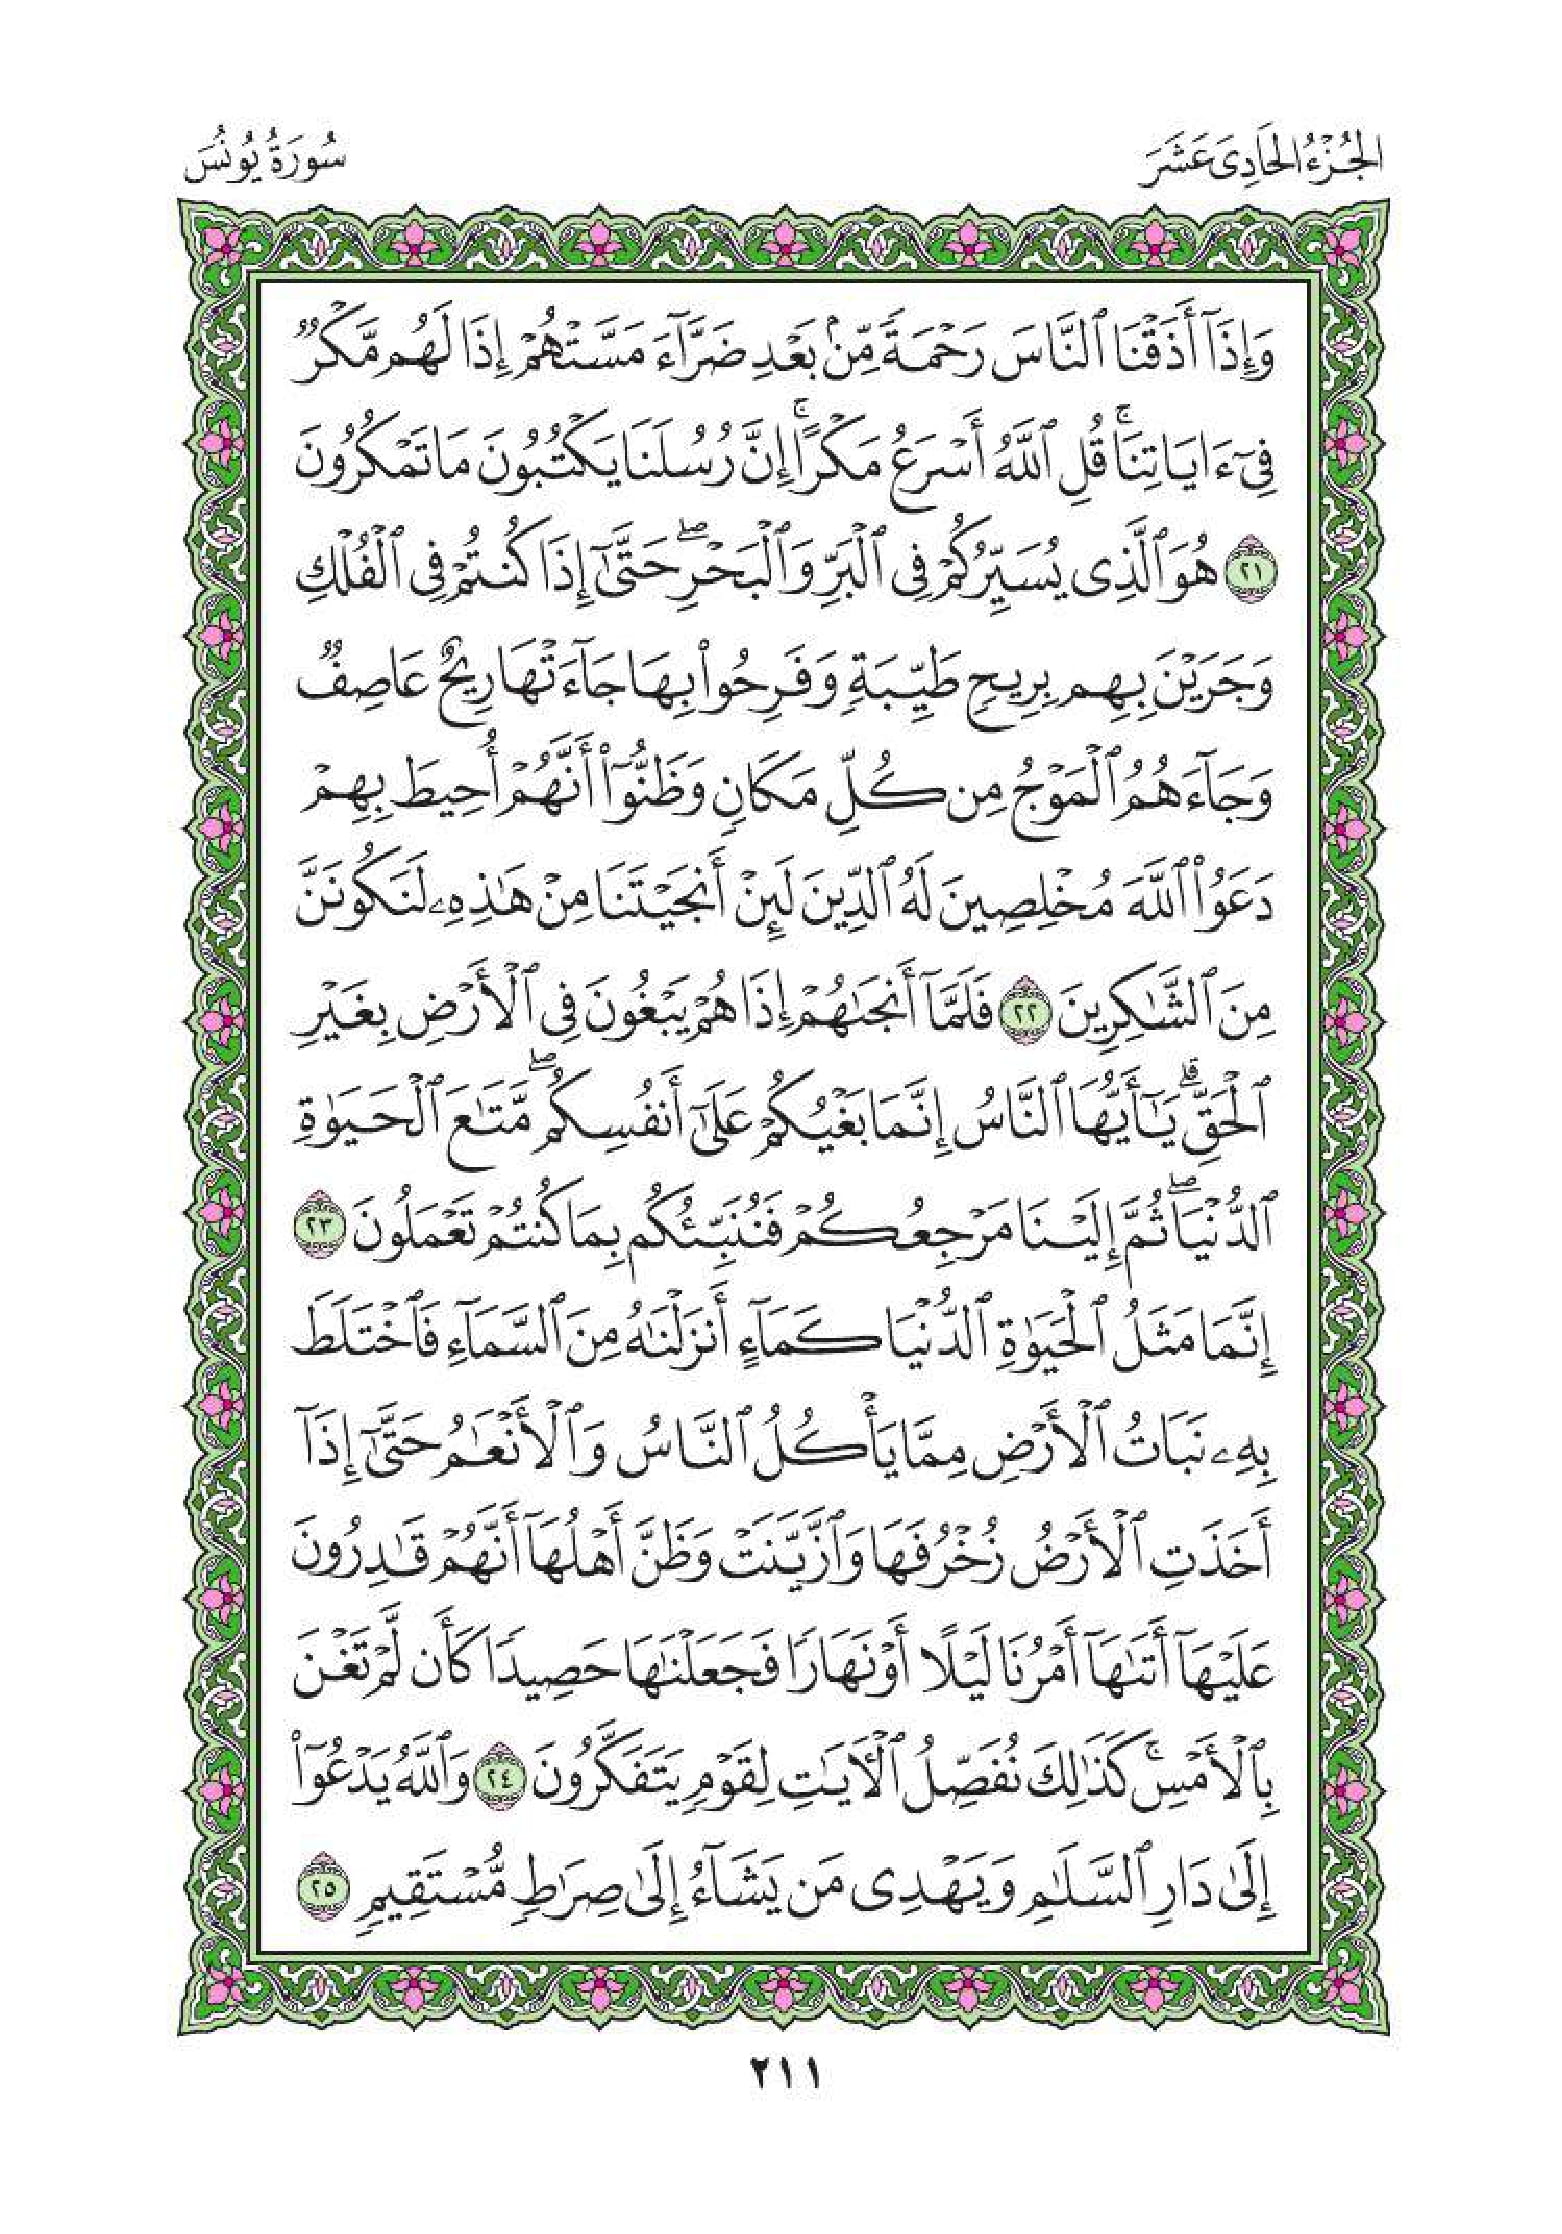 الجُزْءُ الحَادِى عَشَرَ
سُورَةُ يُونُسَ
وَإِذَآ أَذَقْنَا ٱلنَّاسَ رَحْمَةً مِّنۢ بَعْدِ ضَرَّآءَ مَسَّتْهُمْ إِذَا لَهُم مَّكْرٌ
فِىٓ ءَايَاتِنَا ۚ قُلِ ٱللَّهُ أَسْرَعُ مَكْرًا ۚ إِنَّ رُسُلَنَا يَكْتُبُونَ مَا تَمْكُرُونَ
٢١ هُوَ ٱلَّذِى يُسَيِّرُكُمْ فِى ٱلْبَرِّ وَٱلْبَحْرِ ۖ حَتَّىٰٓ إِذَا كُنتُمْ فِى ٱلْفُلْكِ
وَجَرَيْنَ بِهِم بِرِيحٍ طَيِّبَةٍ وَفَرِحُوا۟ بِهَا جَآءَتْهَا رِيحٌ عَاصِفٌ
وَجَآءَهُمُ ٱلْمَوْجُ مِن كُلِّ مَكَانٍ وَظَنُّوٓا۟ أَنَّهُمْ أُحِيطَ بِهِمْ
دَعَوُا۟ ٱللَّهَ مُخْلِصِينَ لَهُ ٱلدِّينَ لَئِنْ أَنجَيْتَنَا مِنْ هَٰذِهِۦ لَنَكُونَنَّ
مِنَ ٱلشَّٰكِرِينَ ٢٢ فَلَمَّآ أَنجَىٰهُمْ إِذَا هُمْ يَبْغُونَ فِى ٱلْأَرْضِ بِغَيْرِ
ٱلْحَقِّ ۗ يَٰٓأَيُّهَا ٱلنَّاسُ إِنَّمَا بَغْيُكُمْ عَلَىٰٓ أَنفُسِكُم ۖ مَّتَٰعَ ٱلْحَيَوٰةِ
ٱلدُّنْيَا ۖ ثُمَّ إِلَيْنَا مَرْجِعُكُمْ فَنُنَبِّئُكُم بِمَا كُنتُمْ تَعْمَلُونَ ٢٣
إِنَّمَا مَثَلُ ٱلْحَيَوٰةِ ٱلدُّنْيَا كَمَآءٍ أَنزَلْنَٰهُ مِنَ ٱلسَّمَآءِ فَٱخْتَلَطَ
بِهِۦ نَبَاتُ ٱلْأَرْضِ مِمَّا يَأْكُلُ ٱلنَّاسُ وَٱلْأَنْعَٰمُ حَتَّىٰٓ إِذَآ
أَخَذَتِ ٱلْأَرْضُ زُخْرُفَهَا وَٱزَّيَّنَتْ وَظَنَّ أَهْلُهَآ أَنَّهُمْ قَٰدِرُونَ
عَلَيْهَآ أَتَىٰهَآ أَمْرُنَا لَيْلًا أَوْ نَهَارًا فَجَعَلْنَٰهَا حَصِيدًا كَأَن لَّمْ تَغْنَ
بِٱلْأَمْسِ ۚ كَذَٰلِكَ نُفَصِّلُ ٱلْـَٔايَٰتِ لِقَوْمٍ يَتَفَكَّرُونَ ٢٤ وَٱللَّهُ يَدْعُوٓا۟
إِلَىٰ دَارِ ٱلسَّلَٰمِ وَيَهْدِى مَن يَشَآءُ إِلَىٰ صِرَٰطٍ مُّسْتَقِيمٍ ٢٥
٢١١